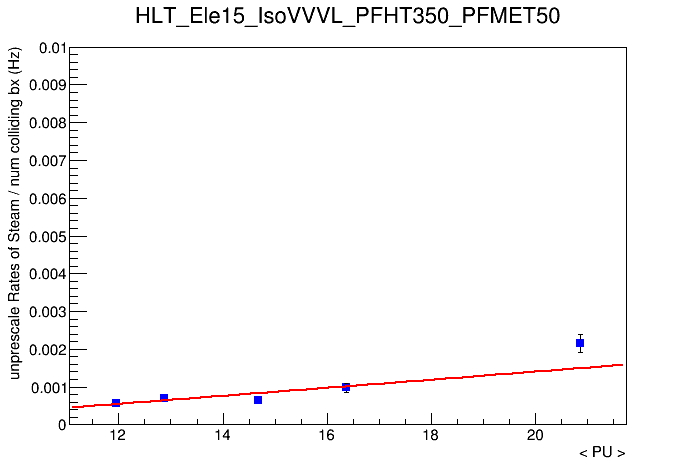 HLT_Ele15_IsoVVVL_PFHT350_PFMET50
unprescale Rates of Steam / num colliding bx (Hz)
0.01
0.009
0.008
0.007
0.006
0.005
0.004
0.003
0.002
0.001
0
12 14 16 18 20
< PU >